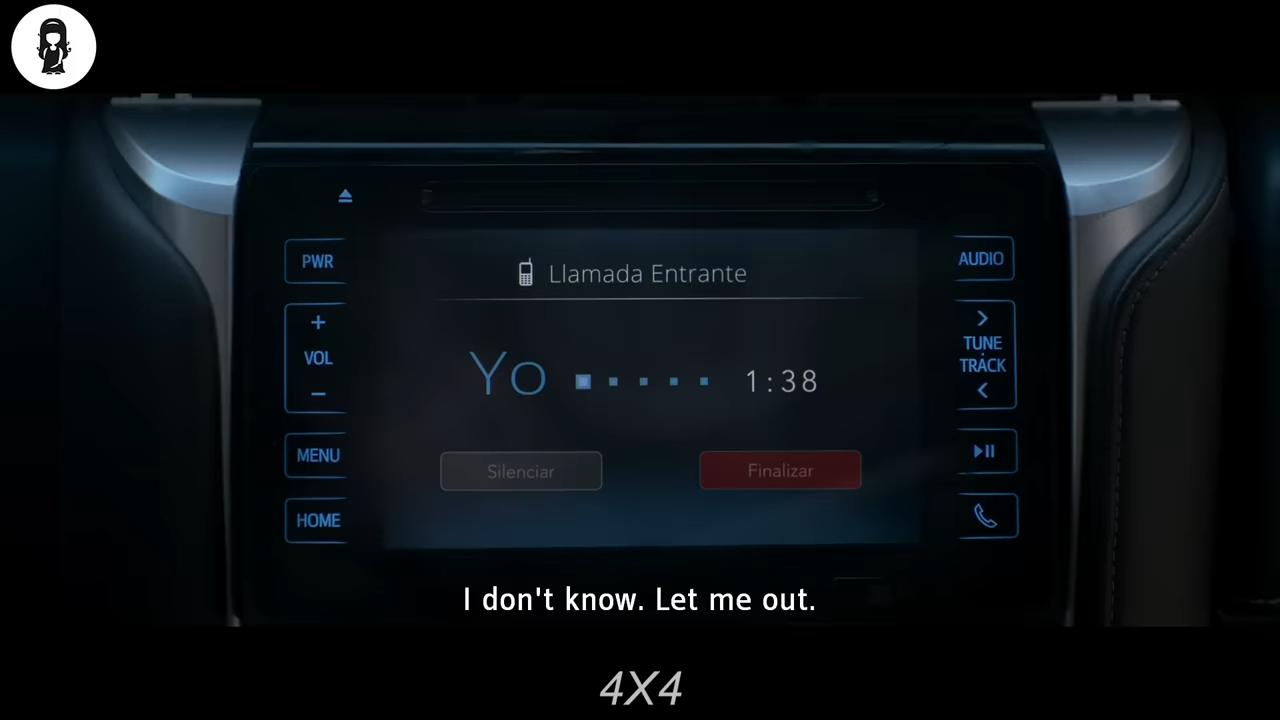 PWR
+
VOL
−
MENU
HOME
Llamada Entrante
Yo 1:38
Silenciar Finalizar
AUDIO
>
TUNE
TRACK
<
I don't know. Let me out.
4X4